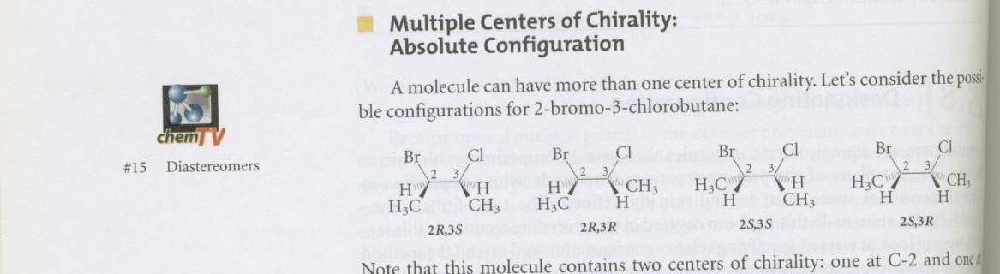 Multiple Centers of Chirality:
Absolute Configuration
A molecule can have more than one center of chirality. Let's consider the possi-
ble configurations for 2-bromo-3-chlorobutane:
chemTV
#15 Diastereomers
Br Cl Br Cl Br Cl Br Cl
2 3 2 3 2 3 2 3
H H H CH3 H3C H H3C CH3
H3C CH3 H3C H H CH3 H H
2R,3S 2R,3R 2S,3S 2S,3R
Note that this molecule contains two centers of chirality: one at C-2 and one at